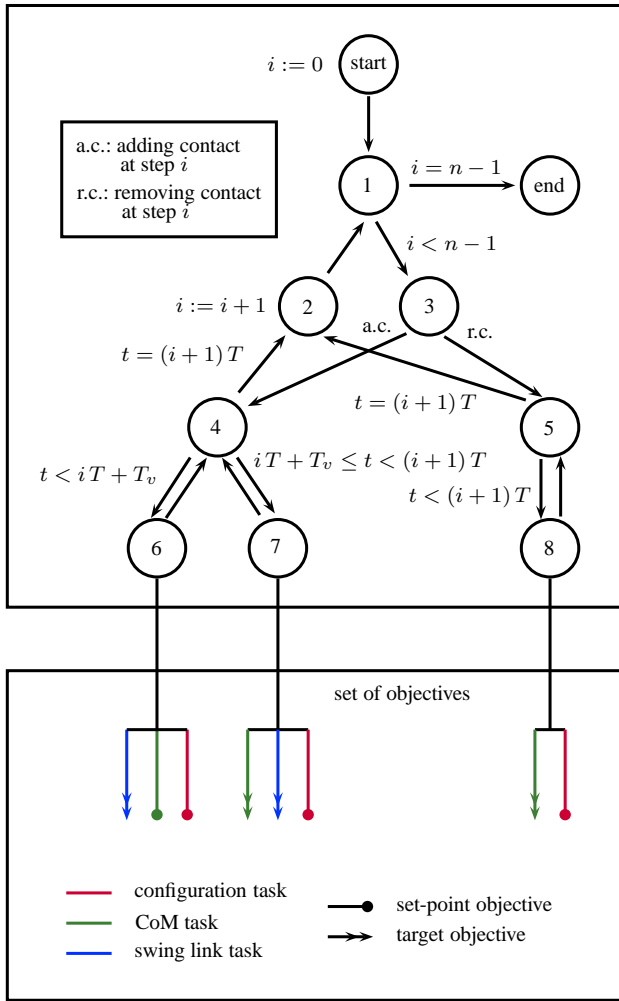 i := 0
start
a.c.: adding contact
at step i
r.c.: removing contact
at step i
1
i = n − 1
end
i < n − 1
i := i + 1
2
3
a.c.
r.c.
t = (i + 1) T
t = (i + 1) T
4
5
t < i T + T_v
i T + T_v ≤ t < (i + 1) T
t < (i + 1) T
6
7
8
set of objectives
configuration task
CoM task
swing link task
set-point objective
target objective